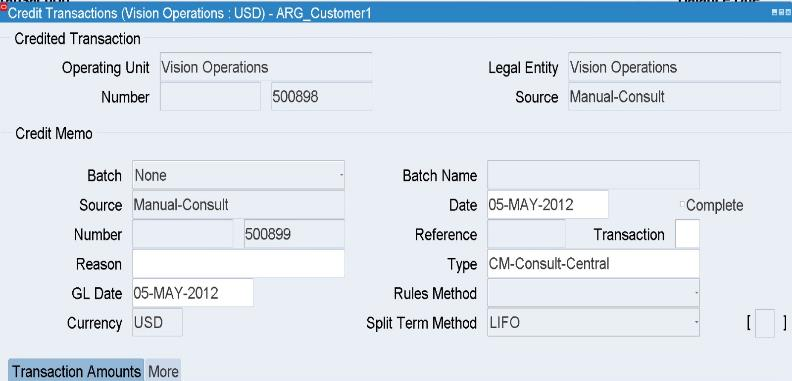 Credit Transactions (Vision Operations : USD) - ARG_Customer1
Credited Transaction
Operating Unit Vision Operations Legal Entity Vision Operations
Number 500898 Source Manual-Consult
Credit Memo
Batch None Batch Name
Source Manual-Consult Date 05-MAY-2012 Complete
Number 500899 Reference Transaction
Reason Type CM-Consult-Central
GL Date 05-MAY-2012 Rules Method
Currency USD Split Term Method LIFO [ ]
Transaction Amounts More